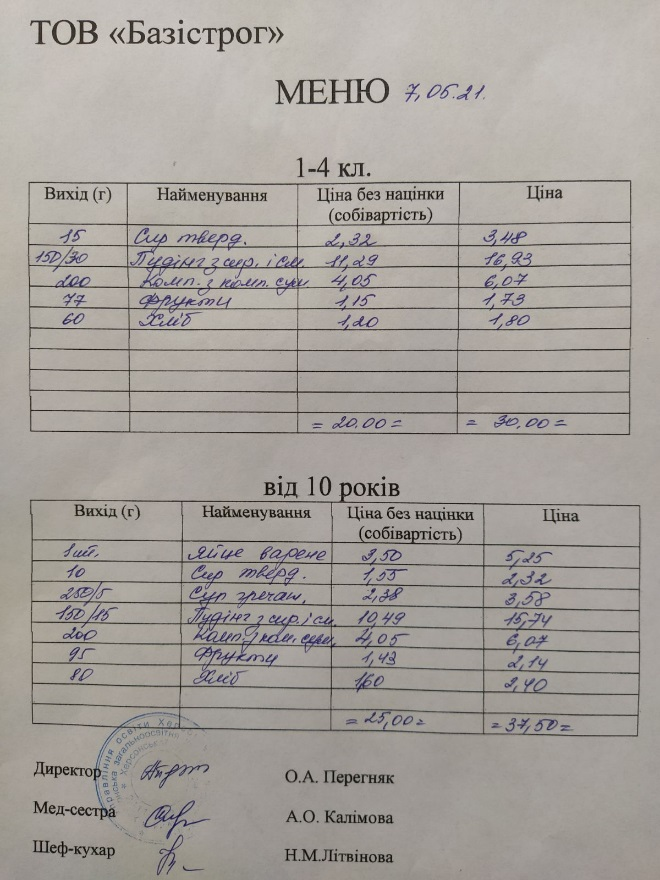 ТОВ «Базістрог»
МЕНЮ 7,05.21.
1-4 кл.
Вихід (г) Найменування Ціна без націнки (собівартість) Ціна
15 Сир тверд. 2,32 3,48
150/30 Пудінг з сир. і см. 11,29 16,93
200 Комп. з комп. сум. 4,05 6,07
77 Фрукти 1,15 1,73
60 Хліб 1,20 1,80
= 20.00 = = 30,00 =
від 10 років
Вихід (г) Найменування Ціна без націнки (собівартість) Ціна
1 шт. Яйце варене 3,50 5,25
10 Сир тверд. 1,55 2,32
250/5 Суп гречан. 2,38 3,58
150/15 Пудінг з сир. і см. 10,49 15,74
200 Комп. з ком. сум. 4,05 6,07
95 Фрукти 1,43 2,14
80 Хліб 1,60 2,40
= 25,00 = = 37,50 =
Директор О.А. Перегняк
Мед-сестра А.О. Калімова
Шеф-кухар Н.М.Літвінова